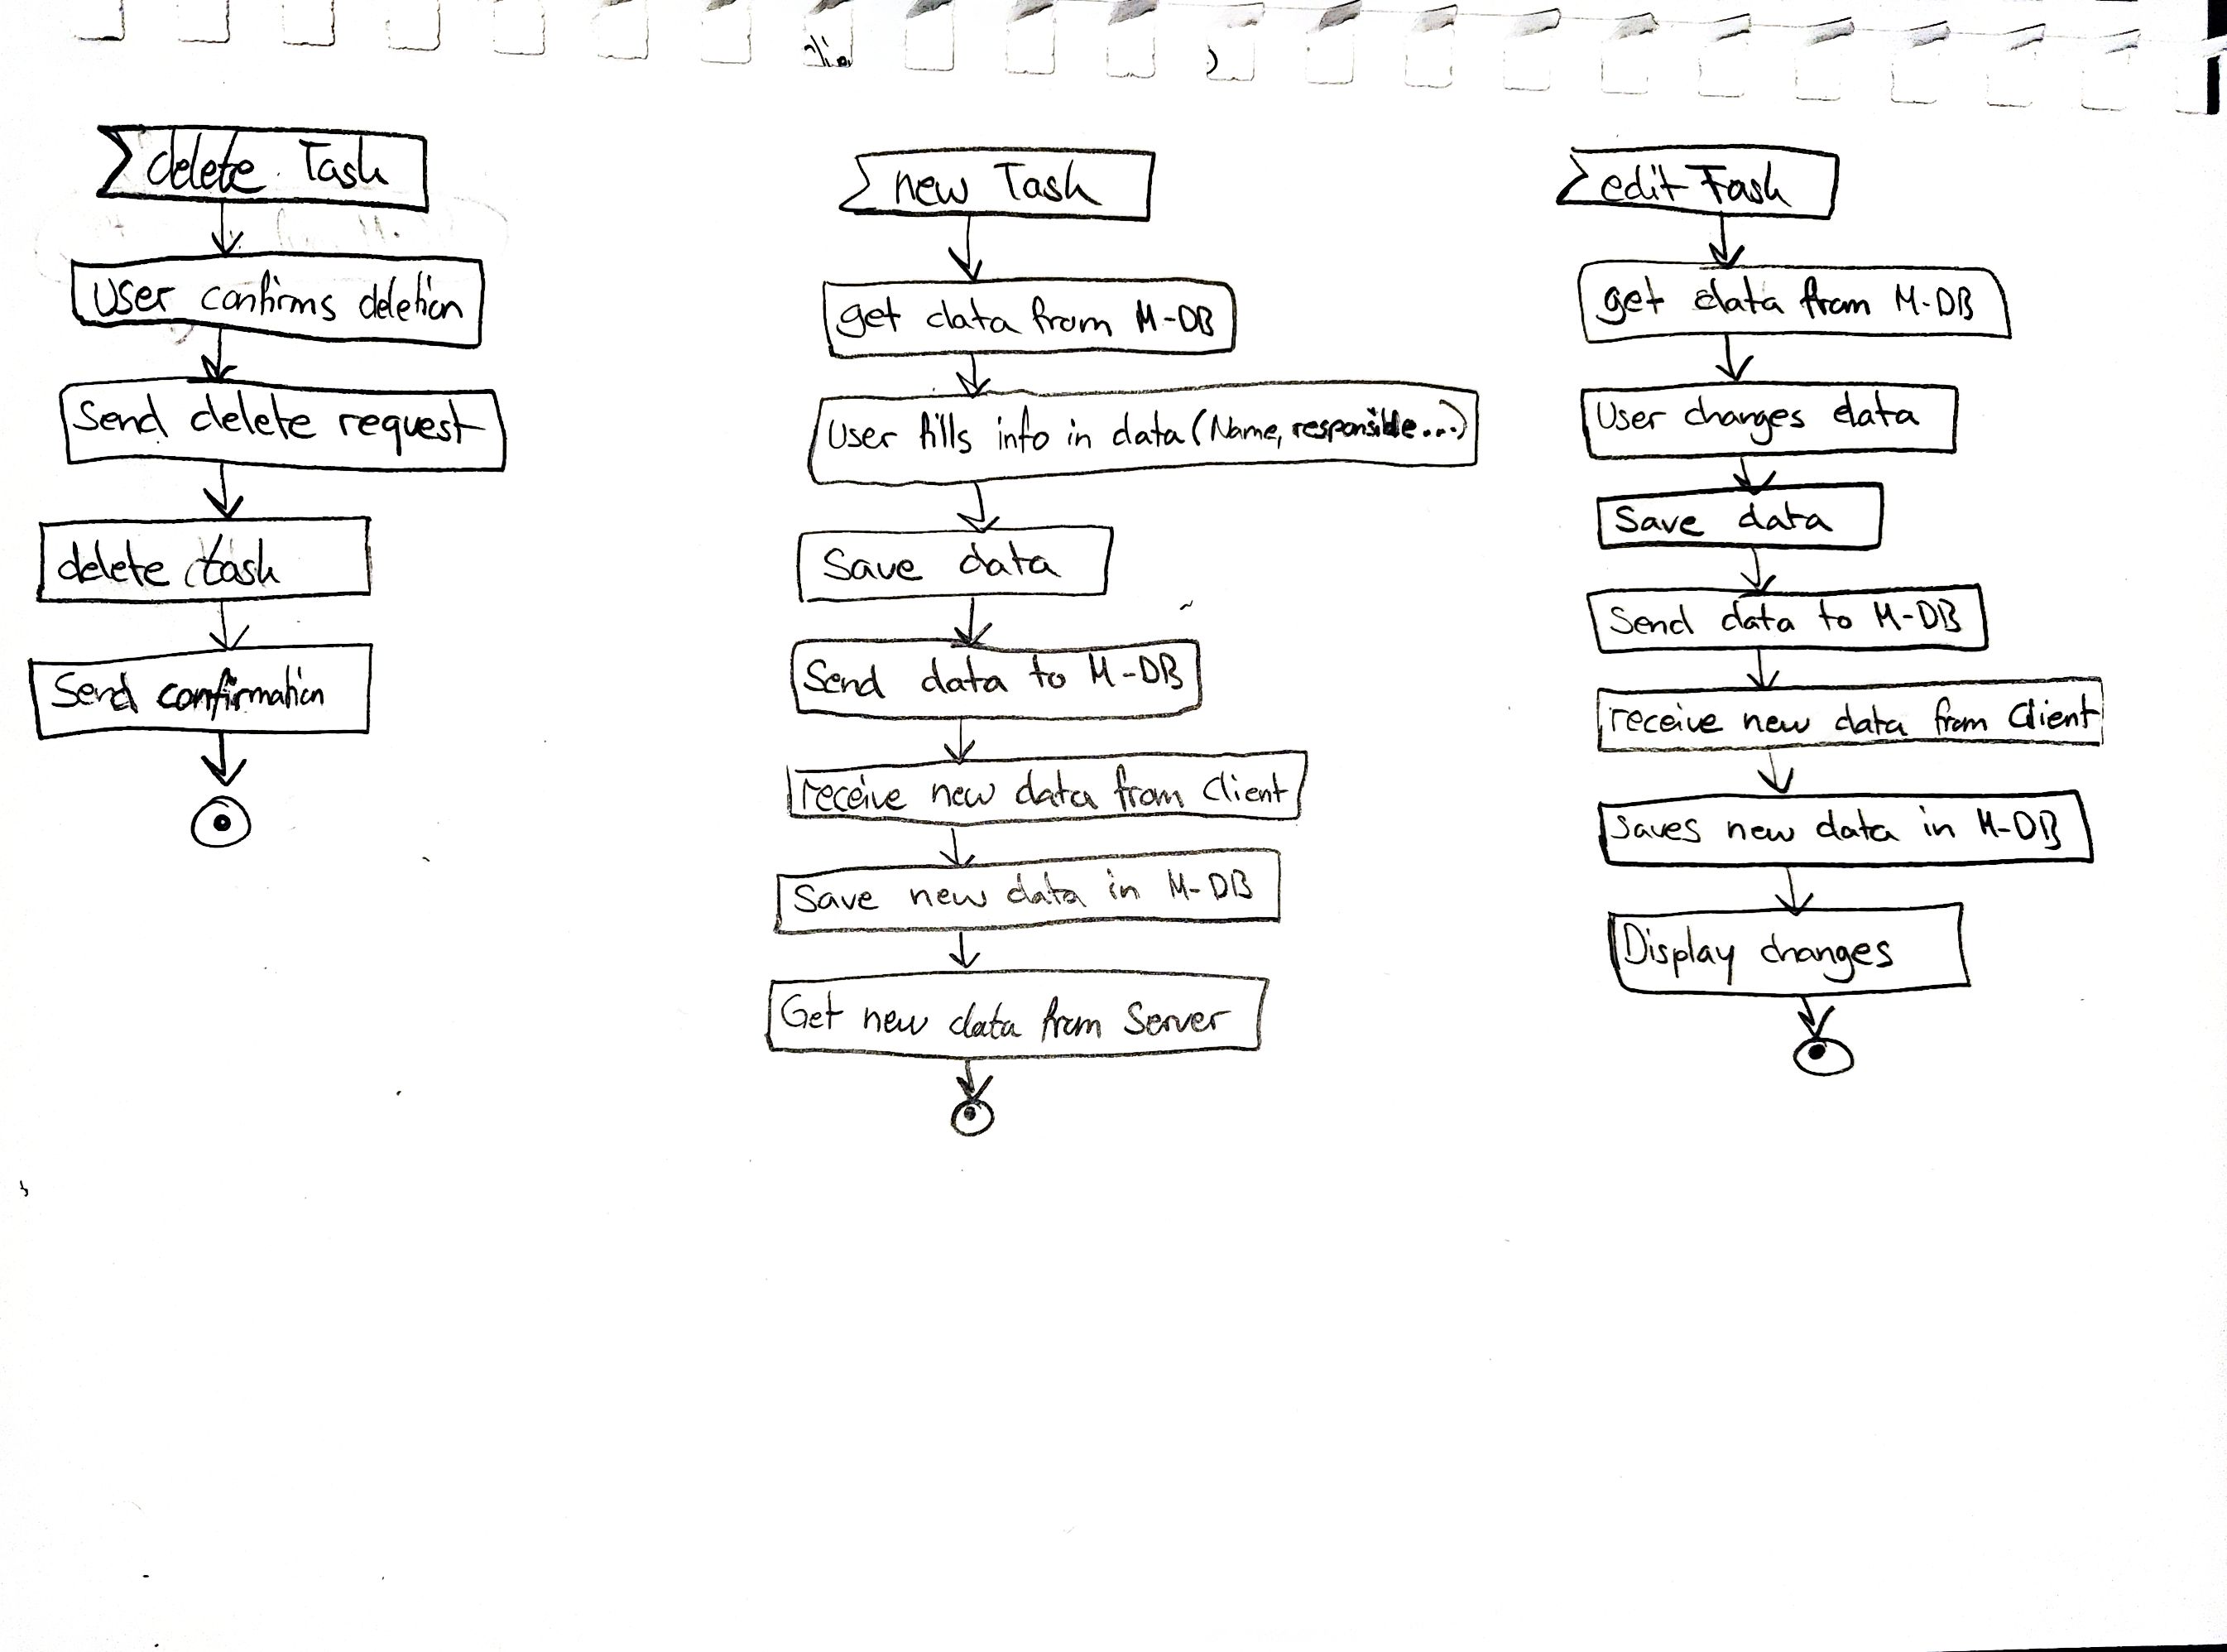 delete Task
User confirms deletion
Send delete request
delete task
Send confirmation
new Task
get data from M-DB
User fills info in data (Name, responsible...)
Save data
Send data to M-DB
receive new data from Client
Save new data in M-DB
Get new data from Server
edit Task
get data from M-DB
User changes data
Save data
Send data to M-DB
receive new data from Client
saves new data in M-DB
Display changes